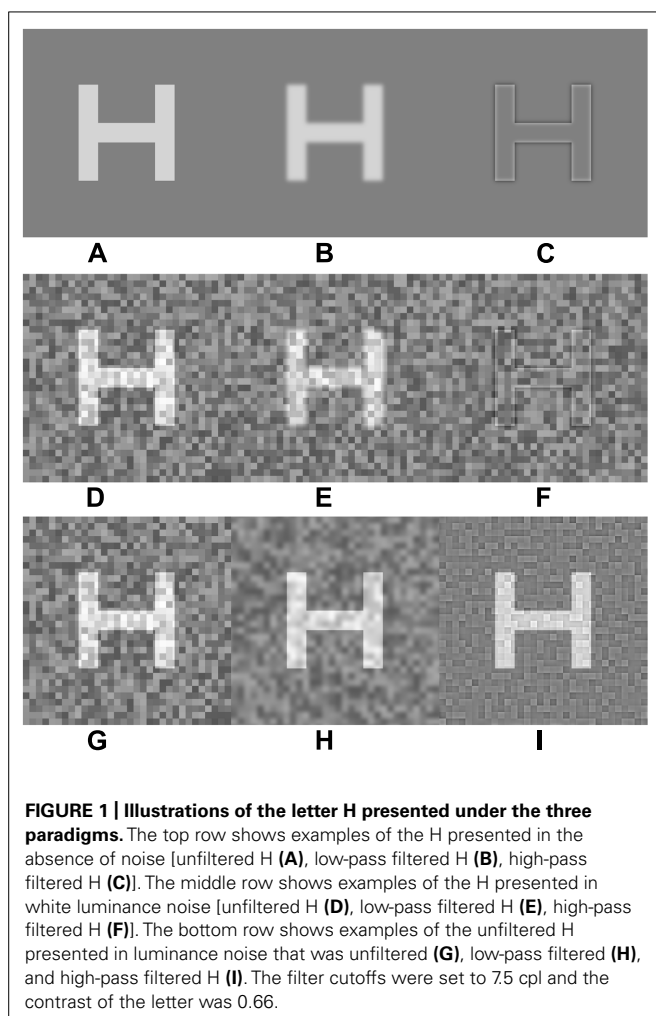 H H H
A B C
H H H
D E F
H H H
G H I
FIGURE 1 | Illustrations of the letter H presented under the three
paradigms. The top row shows examples of the H presented in the
absence of noise [unfiltered H (A), low-pass filtered H (B), high-pass
filtered H (C)]. The middle row shows examples of the H presented in
white luminance noise [unfiltered H (D), low-pass filtered H (E), high-pass
filtered H (F)]. The bottom row shows examples of the unfiltered H
presented in luminance noise that was unfiltered (G), low-pass filtered (H),
and high-pass filtered H (I). The filter cutoffs were set to 7.5 cpl and the
contrast of the letter was 0.66.